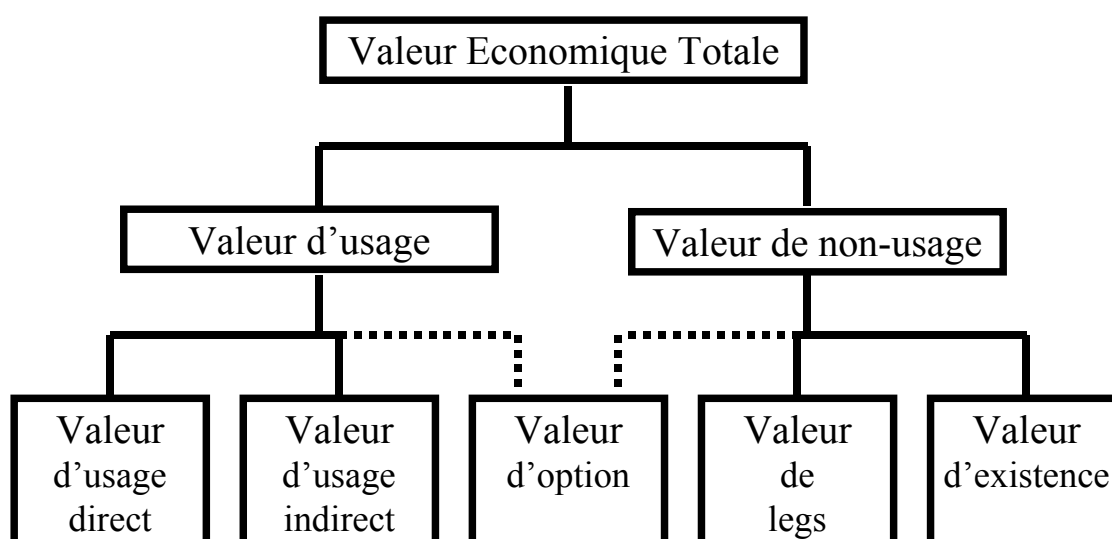 Valeur Economique Totale
Valeur d’usage
Valeur de non-usage
Valeur
d’usage
direct
Valeur
d’usage
indirect
Valeur
d’option
Valeur
de
legs
Valeur
d’existence